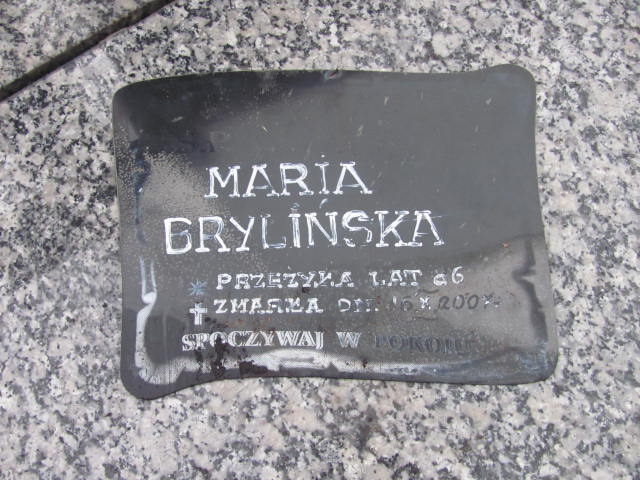 MARIA
BRYLIŃSKA
PRZEŻYŁA LAT
ZMARŁA DN.
SPOCZYWAJ W POKOJU